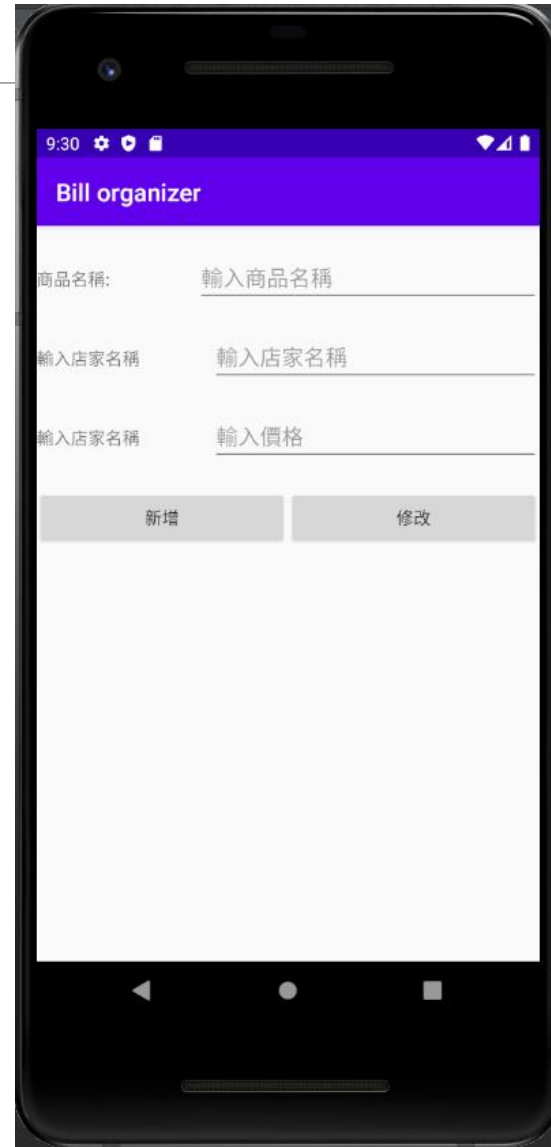 9:30
Bill organizer
商品名稱: 輸入商品名稱
輸入店家名稱 輸入店家名稱
輸入店家名稱 輸入價格
新增 修改